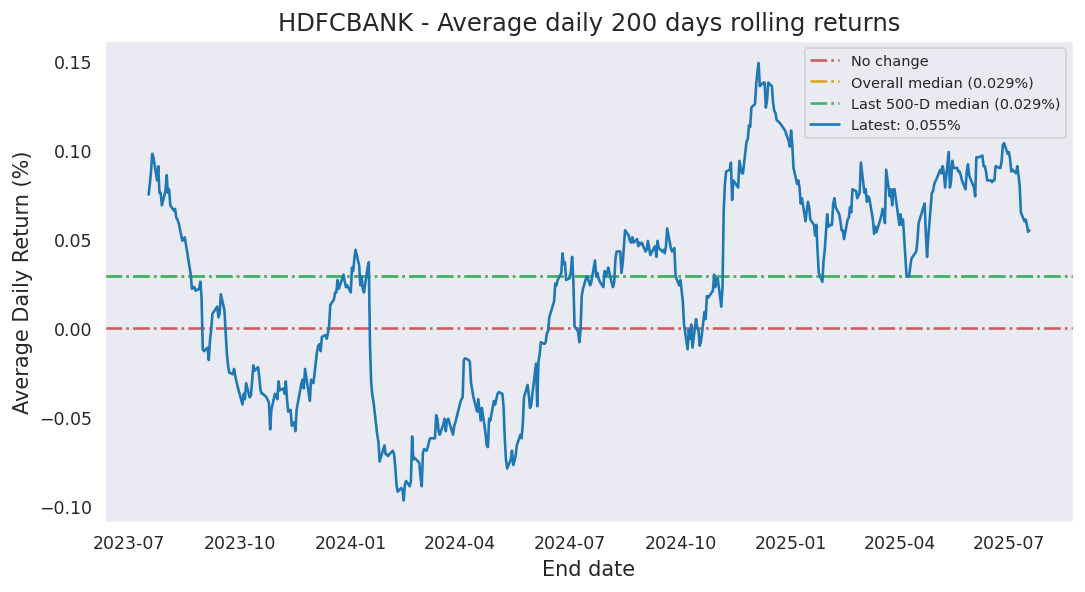 HDFCBANK - Average daily 200 days rolling returns
No change
Overall median (0.029%)
Last 500-D median (0.029%)
Latest: 0.055%
Average Daily Return (%)
0.15
0.10
0.05
0.00
−0.05
−0.10
2023-07 2023-10 2024-01 2024-04 2024-07 2024-10 2025-01 2025-04 2025-07
End date